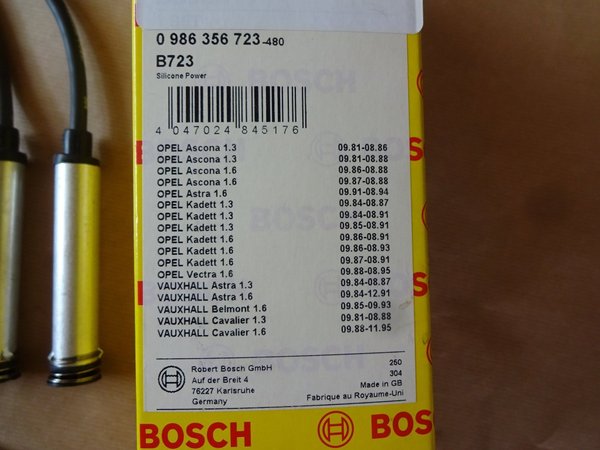 BOSCH
0 986 356 723-480
B723
Silicone Power
4 047024 845176
OPEL Ascona 1.3 09.81-08.86
OPEL Ascona 1.3 09.81-08.88
OPEL Ascona 1.6 09.86-08.88
OPEL Ascona 1.6 09.87-08.88
OPEL Astra 1.6 09.91-08.94
OPEL Kadett 1.3 09.84-08.87
OPEL Kadett 1.3 09.84-08.91
OPEL Kadett 1.3 09.85-08.91
OPEL Kadett 1.6 09.86-08.91
OPEL Kadett 1.6 09.86-08.93
OPEL Kadett 1.6 09.87-08.91
OPEL Vectra 1.6 09.88-08.95
VAUXHALL Astra 1.3 09.84-08.87
VAUXHALL Astra 1.6 09.84-12.91
VAUXHALL Belmont 1.6 09.85-09.93
VAUXHALL Cavalier 1.3 09.81-08.88
VAUXHALL Cavalier 1.6 09.88-11.95
Robert Bosch GmbH 250
Auf der Breit 4 304
76227 Karlsruhe Made in GB
Germany Fabrique au Royaume-Uni
BOSCH BOSCH